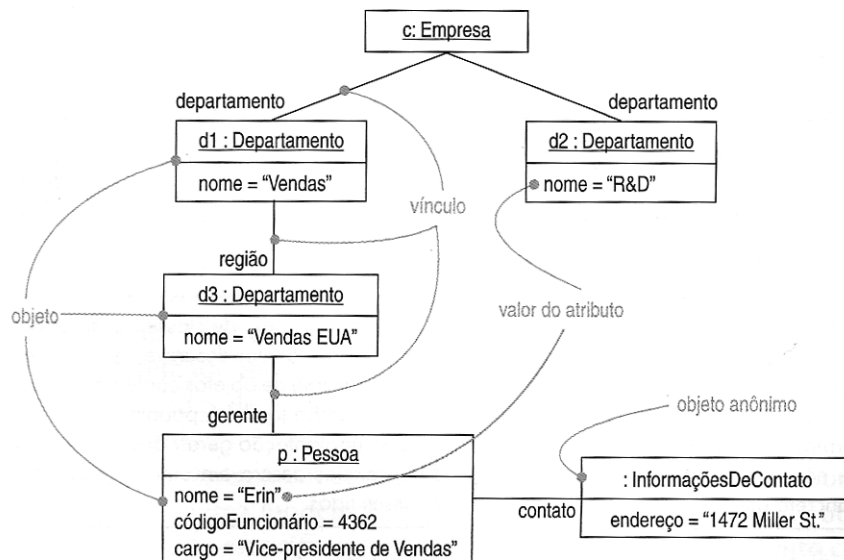 c: Empresa
departamento
departamento
d1 : Departamento
d2 : Departamento
nome = “Vendas”
nome = “R&D”
vínculo
região
d3 : Departamento
objeto
valor do atributo
nome = “Vendas EUA”
gerente
objeto anônimo
p : Pessoa
: InformaçõesDeContato
nome = “Erin”
contato
códigoFuncionário = 4362
endereço = “1472 Miller St.”
cargo = “Vice-presidente de Vendas”